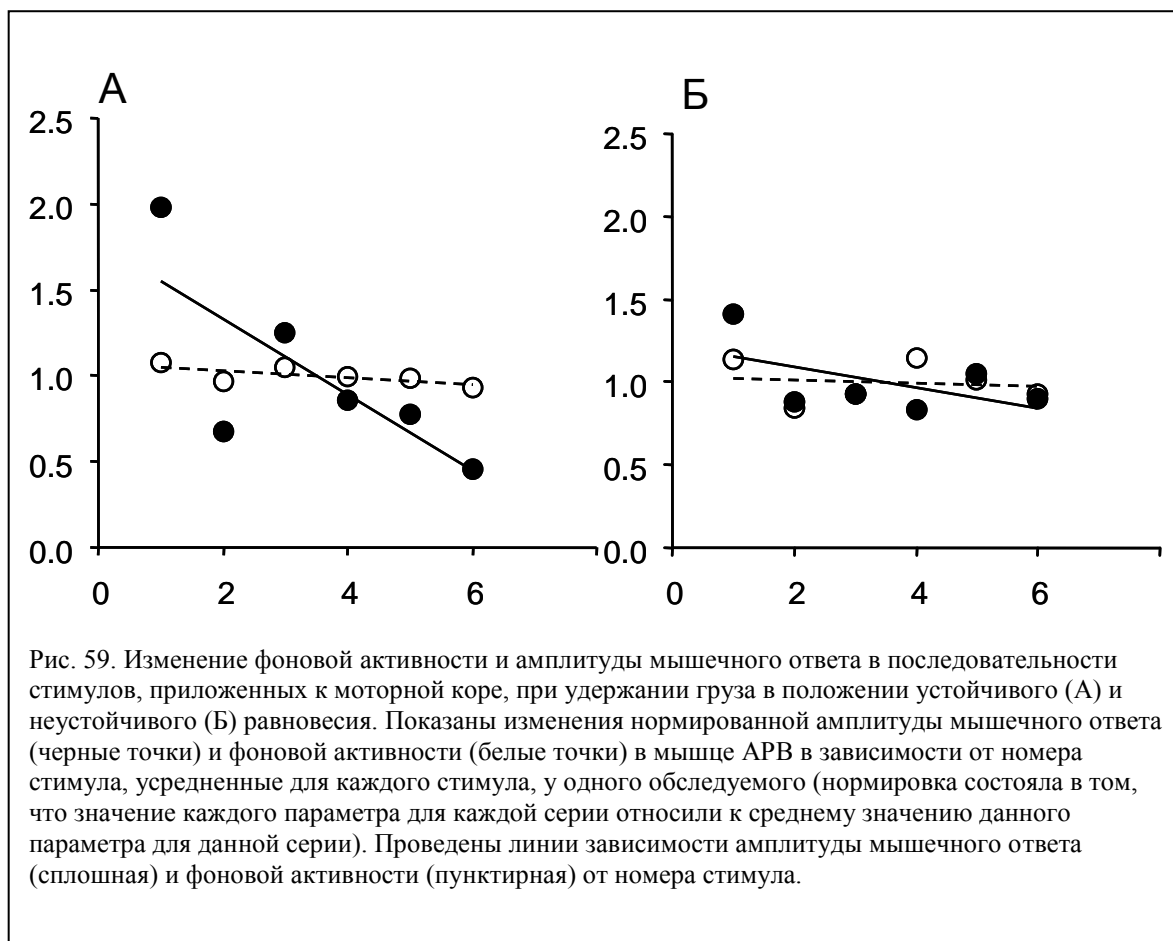 А
Б
2.5
2.0
1.5
1.0
0.5
0.0
0 2 4 6
2.5
2.0
1.5
1.0
0.5
0.0
0 2 4 6
Рис. 59. Изменение фоновой активности и амплитуды мышечного ответа в последовательности
стимулов, приложенных к моторной коре, при удержании груза в положении устойчивого (А) и
неустойчивого (Б) равновесия. Показаны изменения нормированной амплитуды мышечного ответа
(черные точки) и фоновой активности (белые точки) в мышце APB в зависимости от номера
стимула, усредненные для каждого стимула, у одного обследуемого (нормировка состояла в том,
что значение каждого параметра для каждой серии относили к среднему значению данного
параметра для данной серии). Проведены линии зависимости амплитуды мышечного ответа
(сплошная) и фоновой активности (пунктирная) от номера стимула.